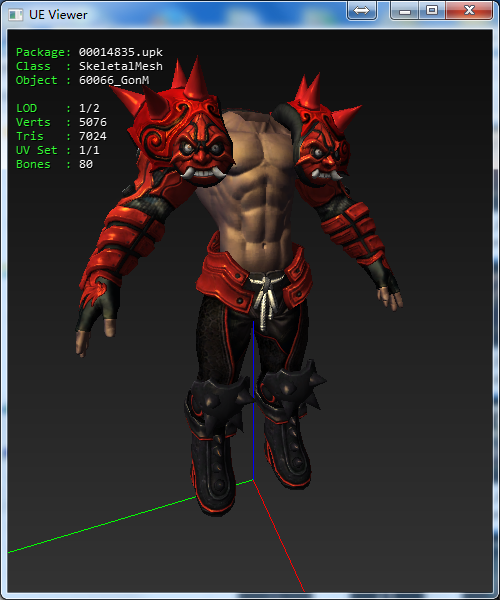 UE Viewer
Package: 00014835.upk
Class : SkeletalMesh
Object : 60066_GonM
LOD : 1/2
Verts : 5076
Tris : 7024
UV Set : 1/1
Bones : 80